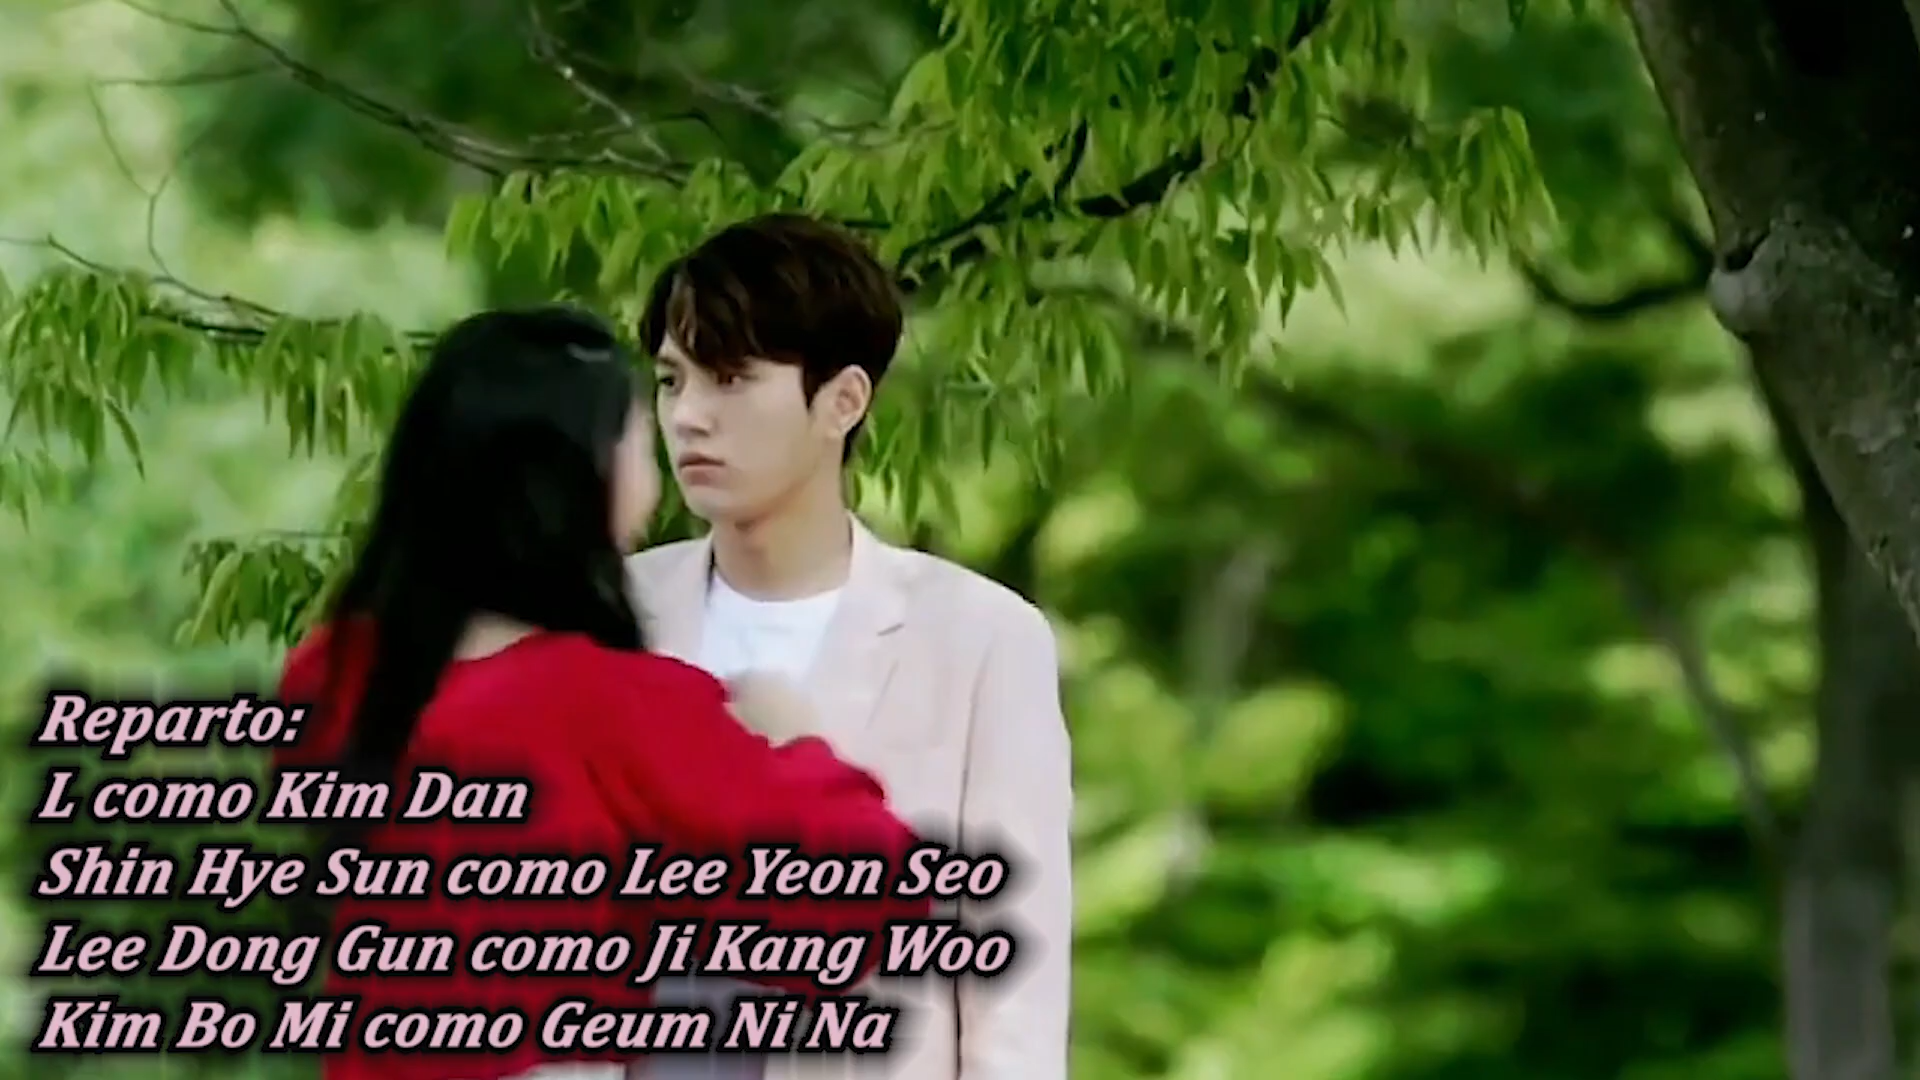 Reparto:
L como Kim Dan
Shin Hye Sun como Lee Yeon Seo
Lee Dong Gun como Ji Kang Woo
Kim Bo Mi como Geum Ni Na